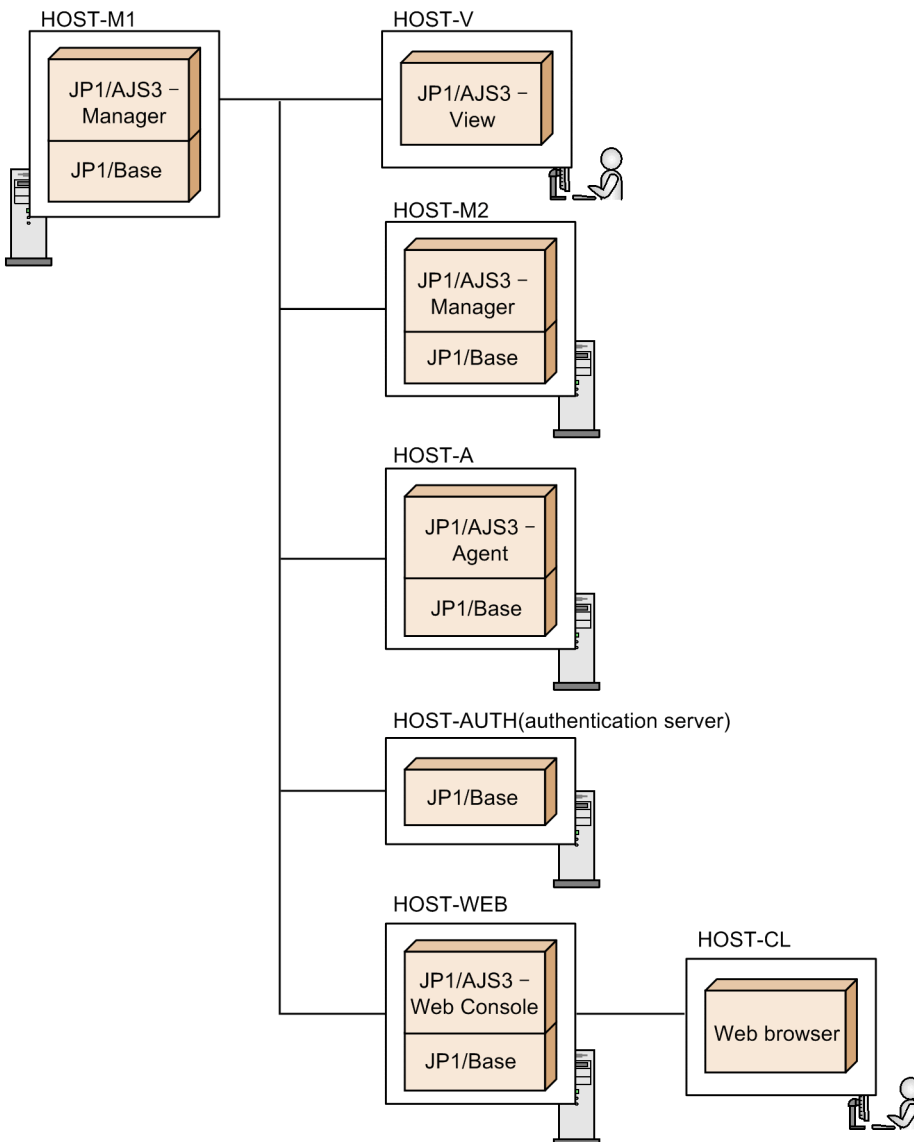 HOST-M1
JP1/AJS3 –
Manager
JP1/Base
HOST-V
JP1/AJS3 –
View
HOST-M2
JP1/AJS3 –
Manager
JP1/Base
HOST-A
JP1/AJS3 –
Agent
JP1/Base
HOST-AUTH(authentication server)
JP1/Base
HOST-WEB
JP1/AJS3 –
Web Console
JP1/Base
HOST-CL
Web browser